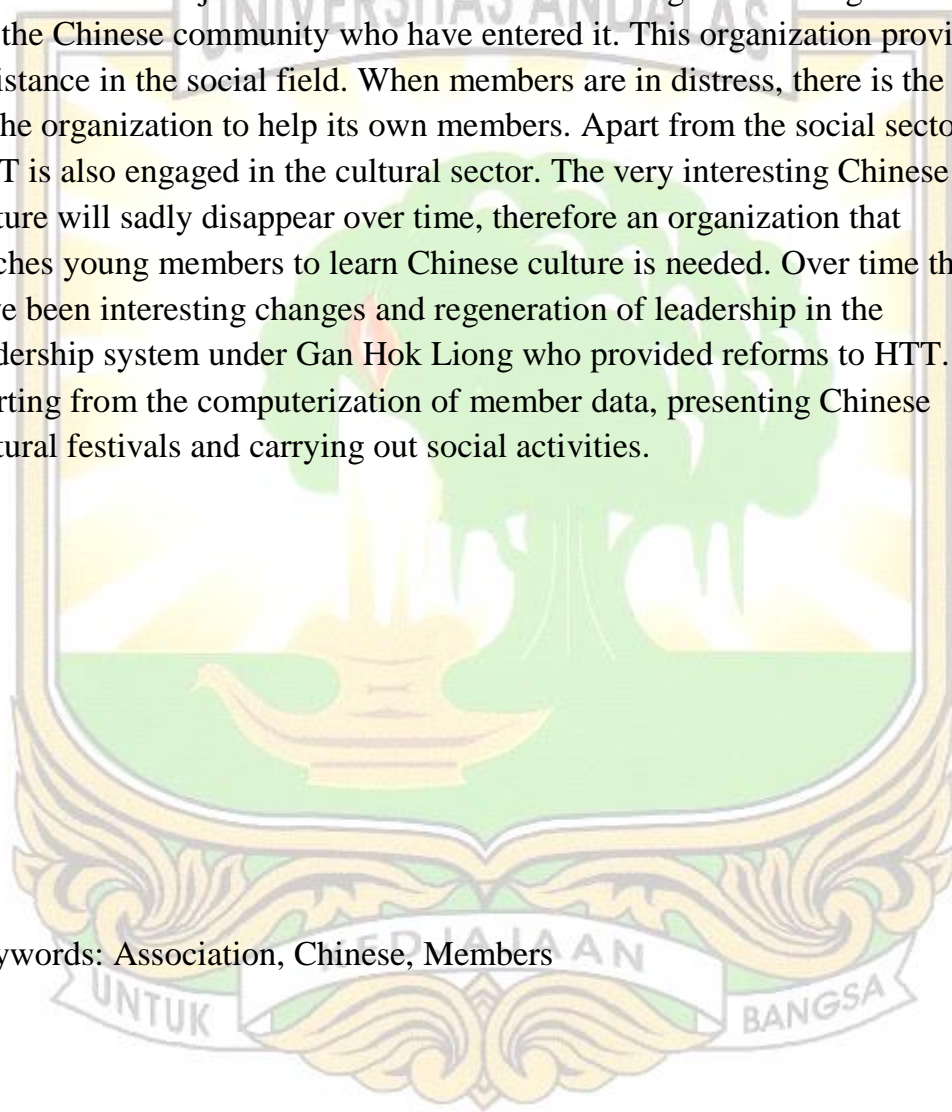 UNIVERSITAS ANDALAS
the Chinese community who have entered it. This organization provi
istance in the social field. When members are in distress, there is the
he organization to help its own members. Apart from the social secto
T is also engaged in the cultural sector. The very interesting Chinese
ture will sadly disappear over time, therefore an organization that
ches young members to learn Chinese culture is needed. Over time th
ve been interesting changes and regeneration of leadership in the
dership system under Gan Hok Liong who provided reforms to HTT.
rting from the computerization of member data, presenting Chinese
tural festivals and carrying out social activities.
ywords: Association, Chinese, Members
KEDJAJAAN
UNTUK BANGSA